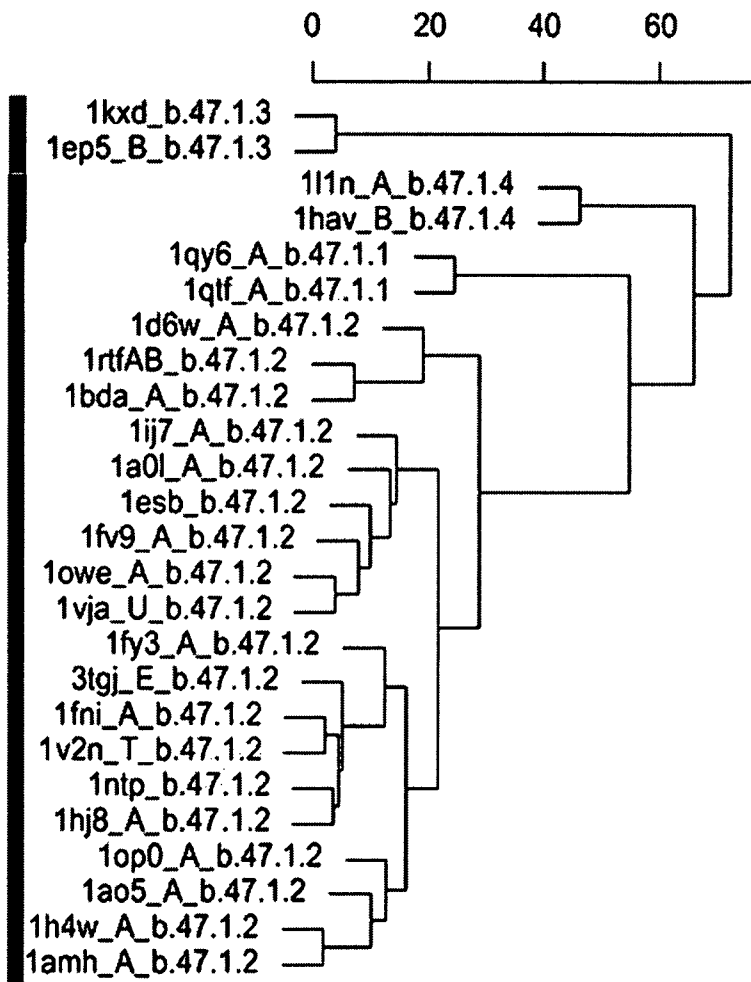 0 20 40 60
1kxd_b.47.1.3
1ep5_B_b.47.1.3
1l1n_A_b.47.1.4
1hav_B_b.47.1.4
1qy6_A_b.47.1.1
1qtf_A_b.47.1.1
1d6w_A_b.47.1.2
1rtfAB_b.47.1.2
1bda_A_b.47.1.2
1ij7_A_b.47.1.2
1a0l_A_b.47.1.2
1esb_b.47.1.2
1fv9_A_b.47.1.2
1owe_A_b.47.1.2
1vja_U_b.47.1.2
1fy3_A_b.47.1.2
3tgj_E_b.47.1.2
1fni_A_b.47.1.2
1v2n_T_b.47.1.2
1ntp_b.47.1.2
1hj8_A_b.47.1.2
1op0_A_b.47.1.2
1ao5_A_b.47.1.2
1h4w_A_b.47.1.2
1amh_A_b.47.1.2